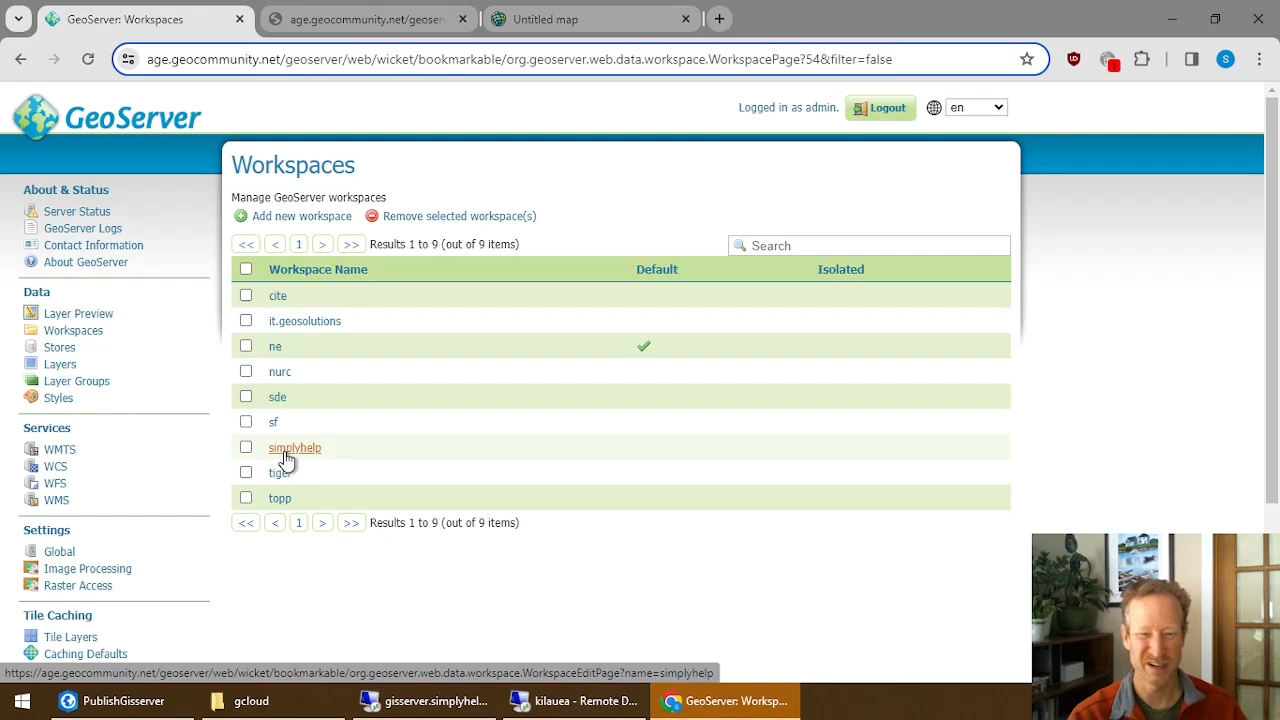 GeoServer: Workspaces
age.geocommunity.net/geoser
Untitled map
age.geocommunity.net/geoserver/web/wicket/bookmarkable/org.geoserver.web.data.workspace.WorkspacePage?54&filter=false
1
S
GeoServer
Logged in as admin.
Logout
en
About & Status
Server Status
GeoServer Logs
Contact Information
About GeoServer
Data
Layer Preview
Workspaces
Stores
Layers
Layer Groups
Styles
Services
WMTS
WCS
WFS
WMS
Settings
Global
Image Processing
Raster Access
Tile Caching
Tile Layers
Caching Defaults
Workspaces
Manage GeoServer workspaces
Add new workspace
Remove selected workspace(s)
<< < 1 > >> Results 1 to 9 (out of 9 items)
Search
Workspace Name Default Isolated
cite
it.geosolutions
ne
nurc
sde
sf
simplyhelp
tiger
topp
<< < 1 > >> Results 1 to 9 (out of 9 items)
https://age.geocommunity.net/geoserver/web/wicket/bookmarkable/org.geoserver.web.data.workspace.WorkspaceEditPage?name=simplyhelp
PublishGisserver
gcloud
gisserver.simplyhe...
kilauea - Remote D...
GeoServer: Worksp...